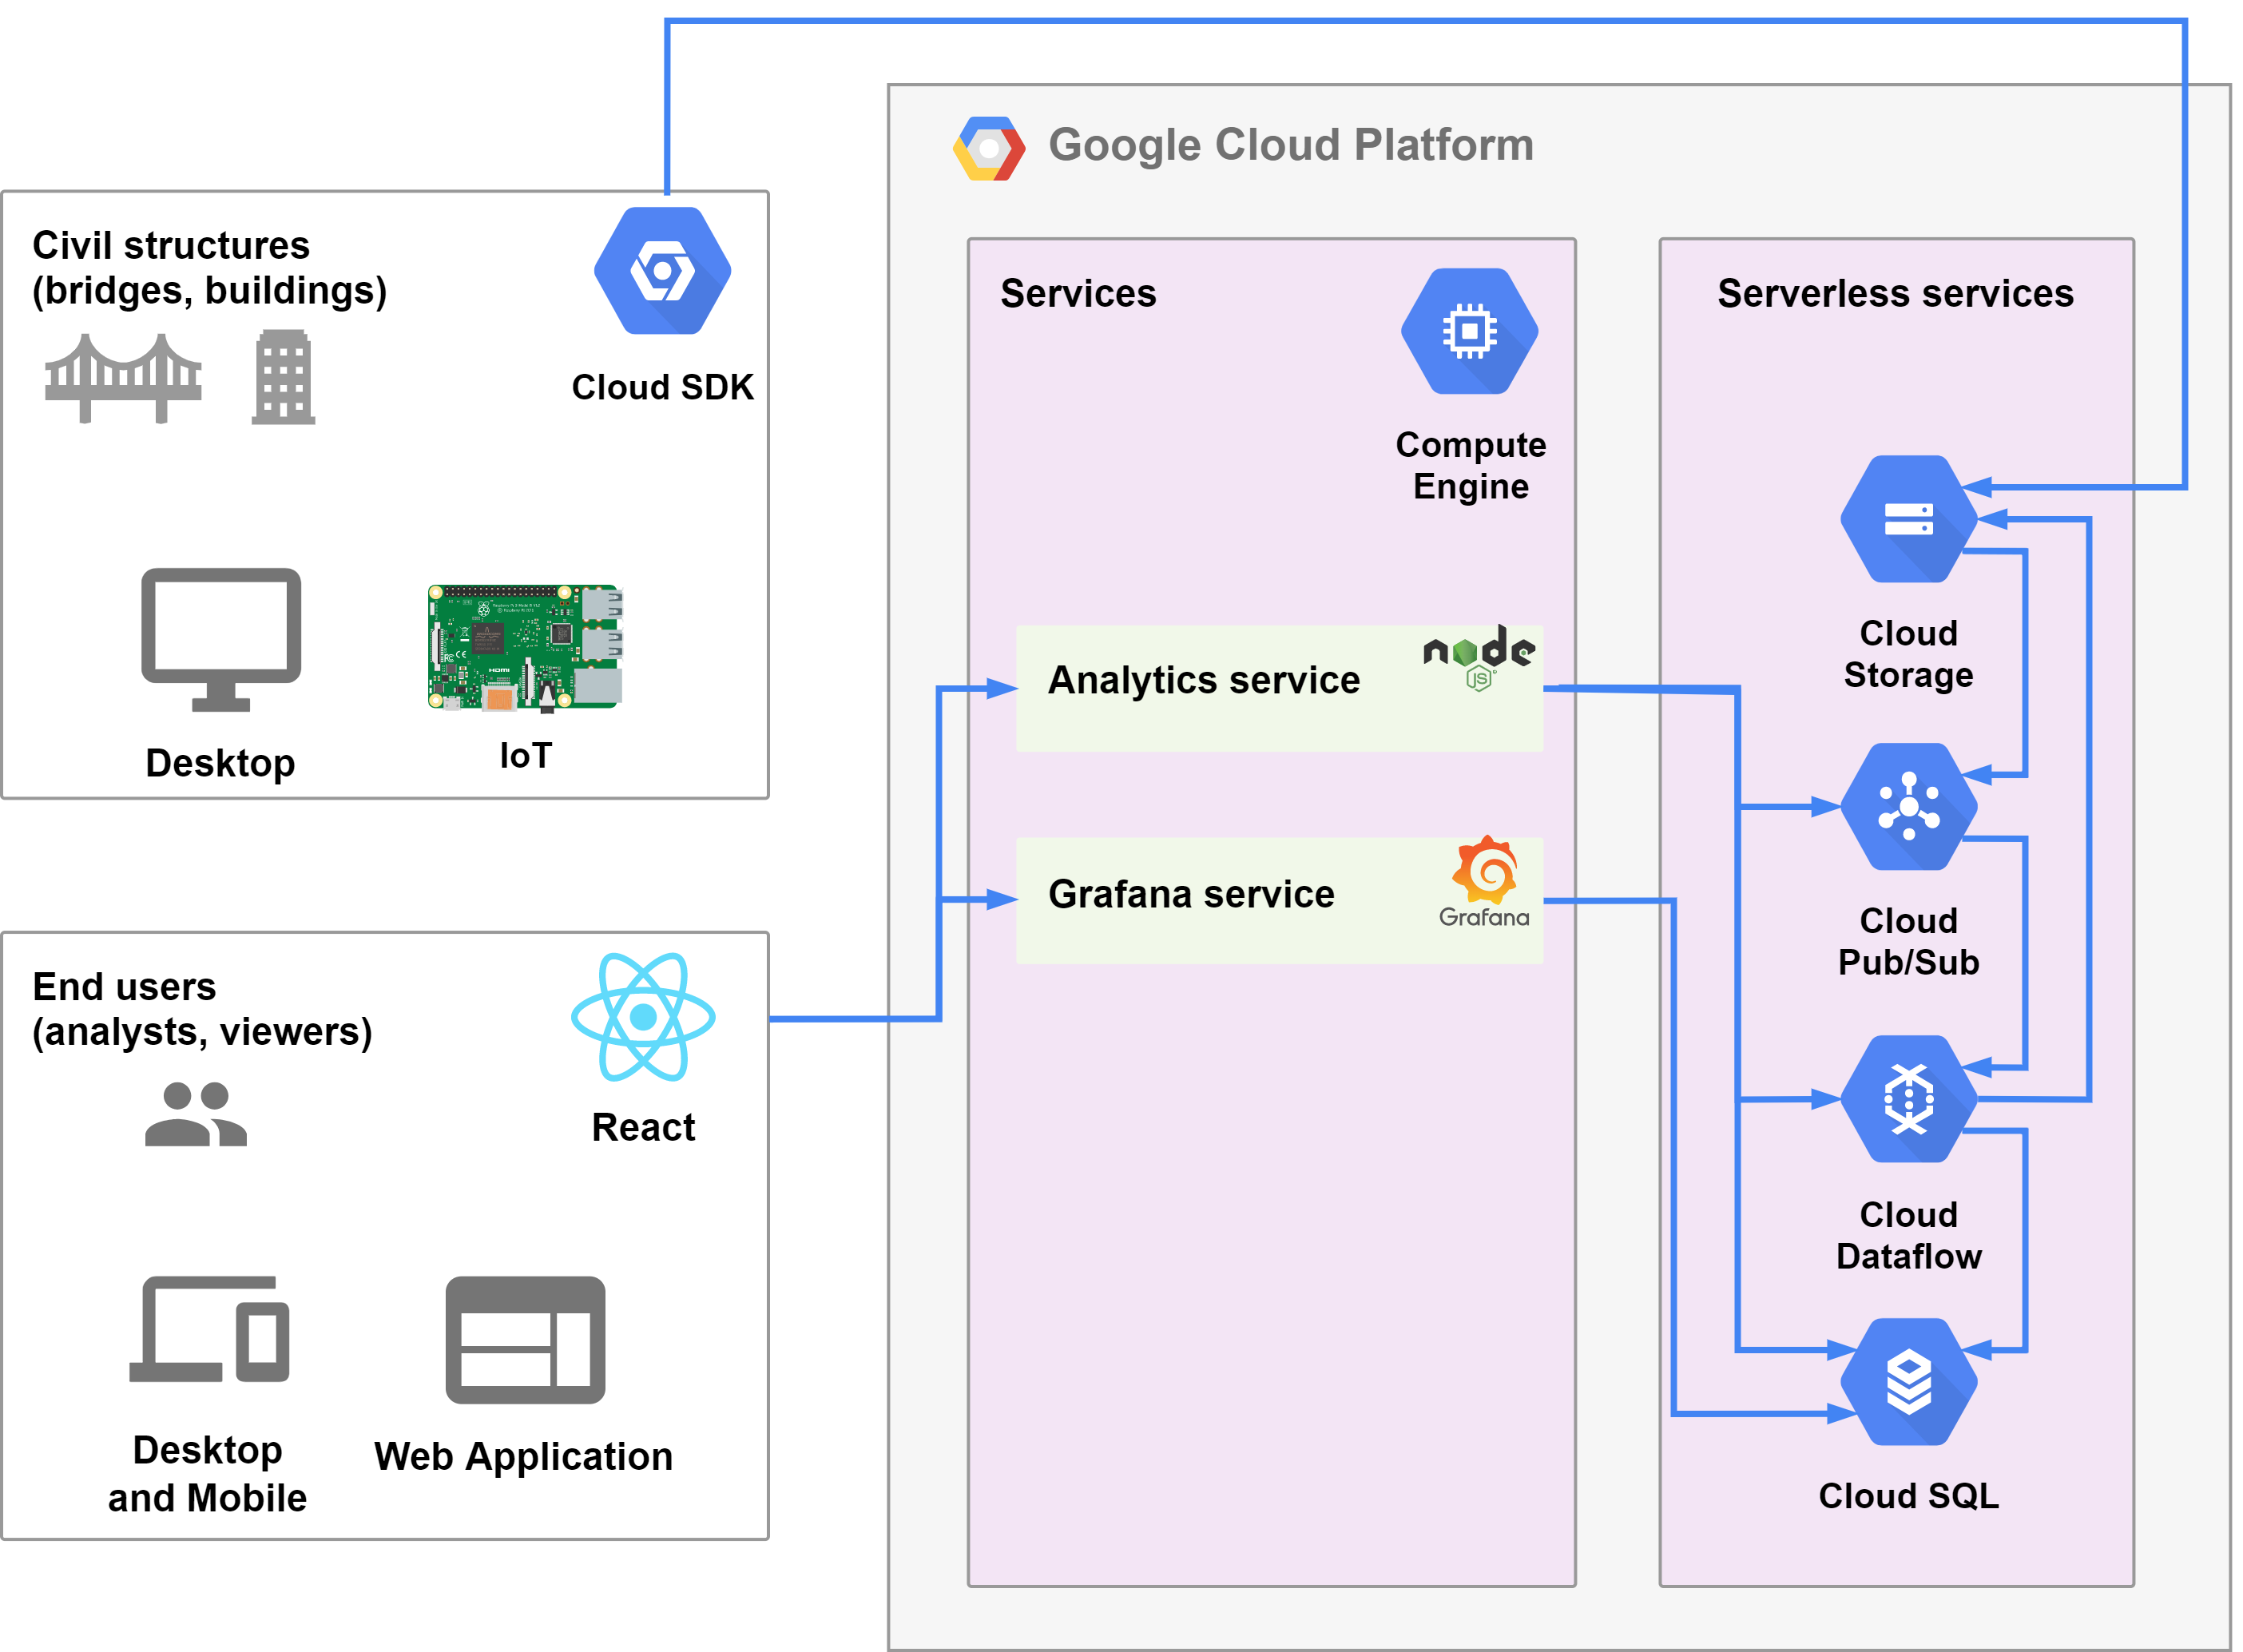 Google Cloud Platform
Civil structures
(bridges, buildings)
Cloud SDK
Desktop
IoT
HDMI
End users
(analysts, viewers)
React
Desktop
and Mobile
Web Application
Services
Compute
Engine
Analytics service
node
JS
Grafana service
Grafana
Serverless services
Cloud
Storage
Cloud
Pub/Sub
Cloud
Dataflow
Cloud SQL